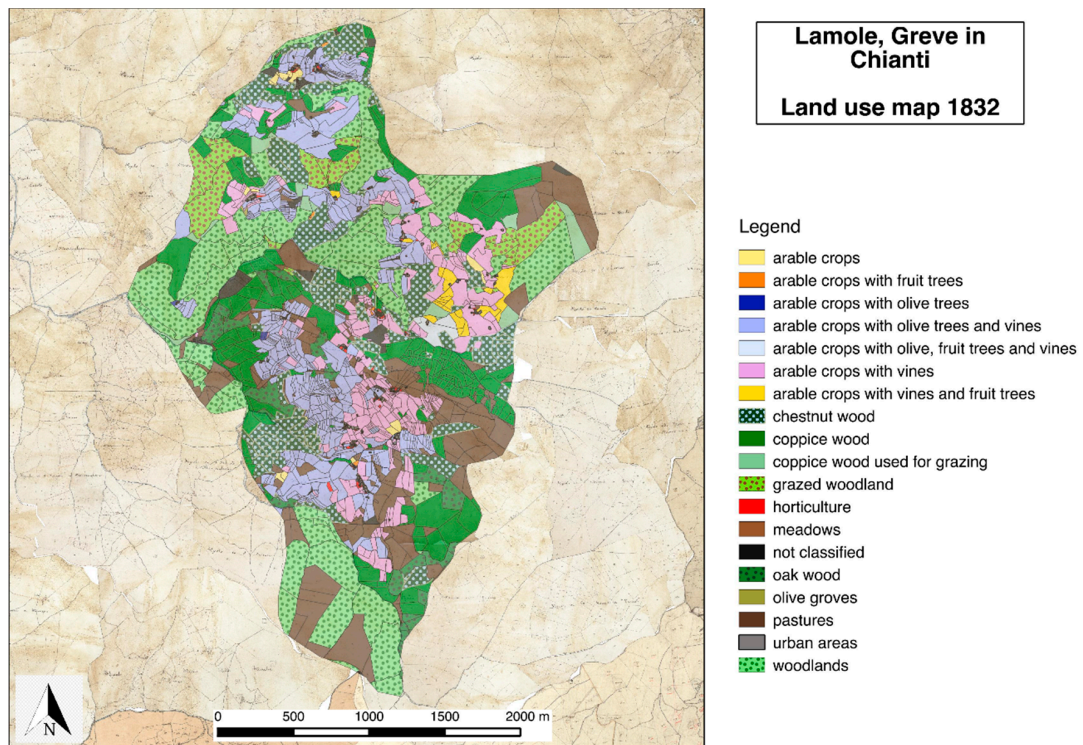 Lamole, Greve in
Chianti
Land use map 1832
Legend
arable crops
arable crops with fruit trees
arable crops with olive trees
arable crops with olive trees and vines
arable crops with olive, fruit trees and vines
arable crops with vines
arable crops with vines and fruit trees
chestnut wood
coppice wood
coppice wood used for grazing
grazed woodland
horticulture
meadows
not classified
oak wood
olive groves
pastures
urban areas
woodlands
N
0 500 1000 1500 2000 m